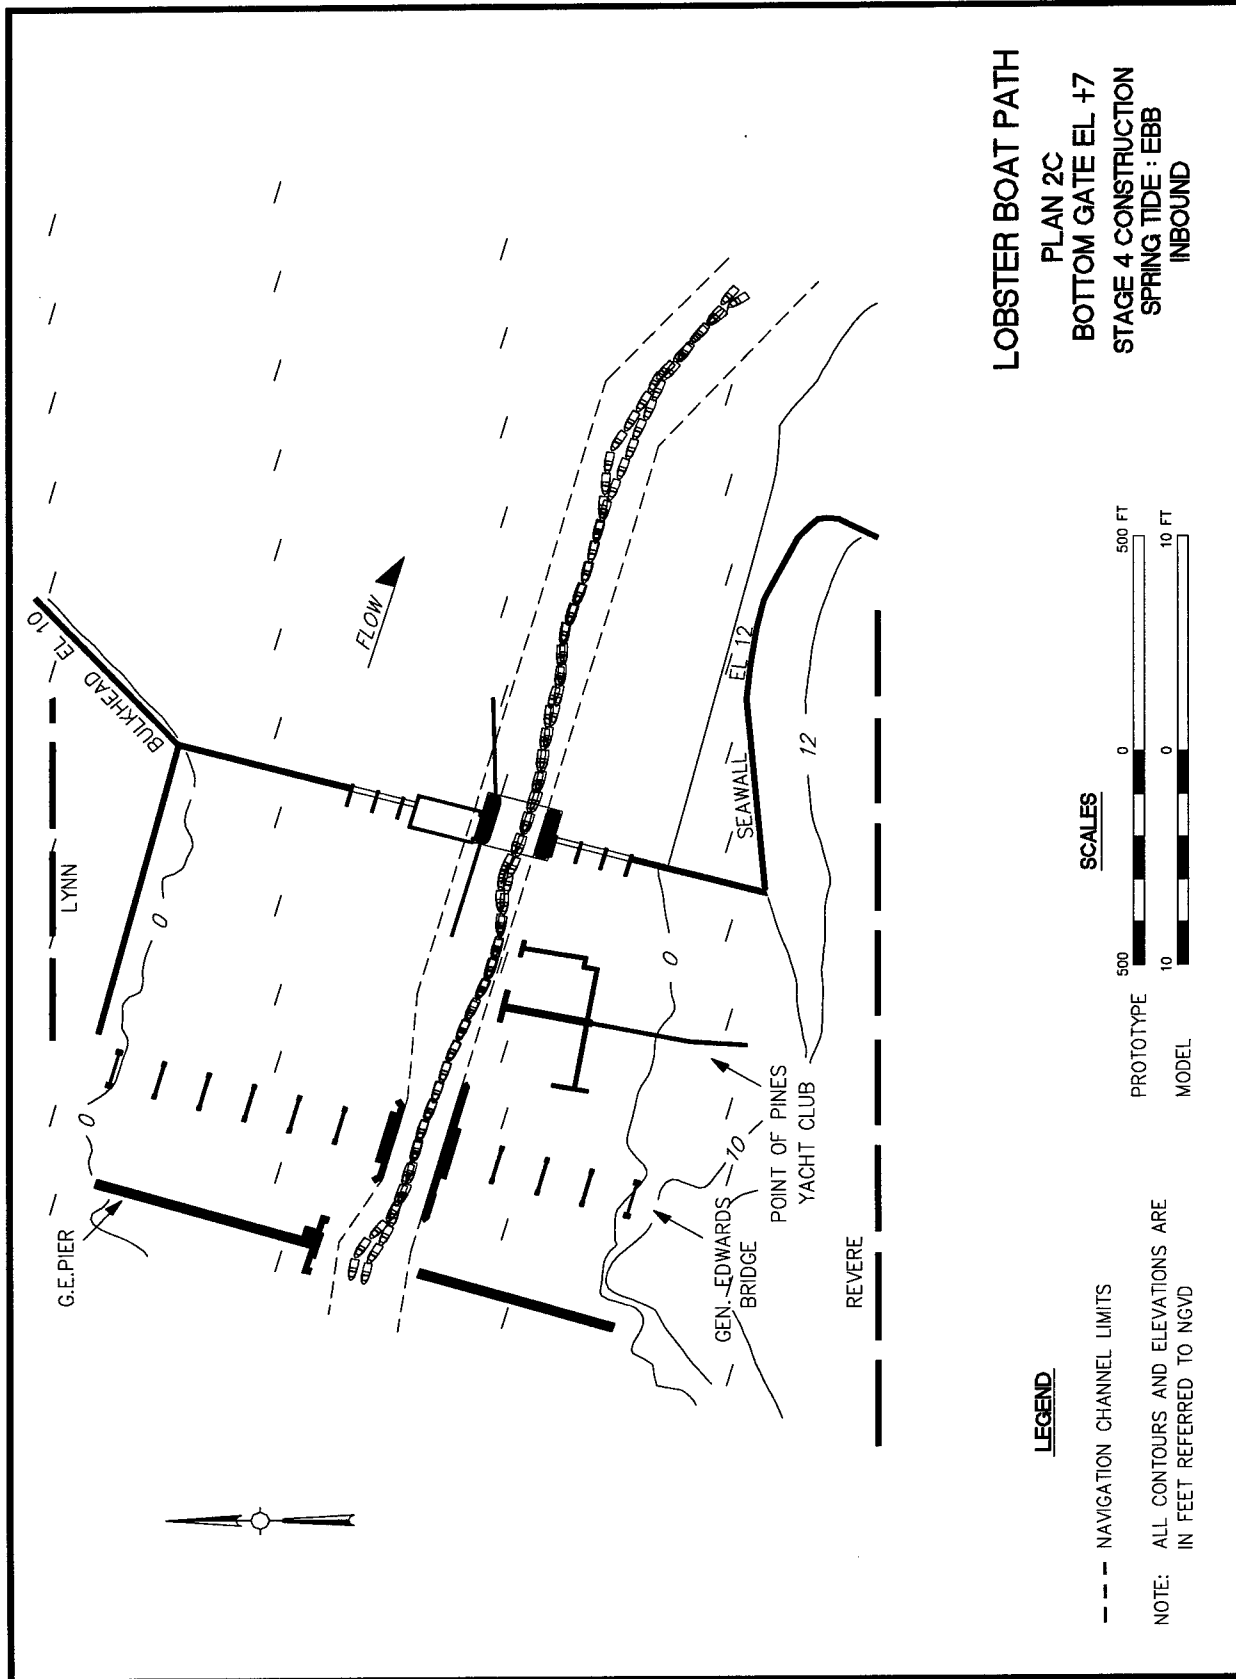 LOBSTER BOAT PATH
PLAN 2C
BOTTOM GATE EL +7
STAGE 4 CONSTRUCTION
SPRING TIDE : EBB
INBOUND
LYNN
BULKHEAD EL 10
FLOW
0
0
G.E.PIER
SEAWALL EL 12
12
0
10
POINT OF PINES
YACHT CLUB
GEN. EDWARDS
BRIDGE
REVERE
LEGEND
NAVIGATION CHANNEL LIMITS
NOTE: ALL CONTOURS AND ELEVATIONS ARE
IN FEET REFERRED TO NGVD
SCALES
PROTOTYPE 500 0 500 FT
MODEL 10 0 10 FT